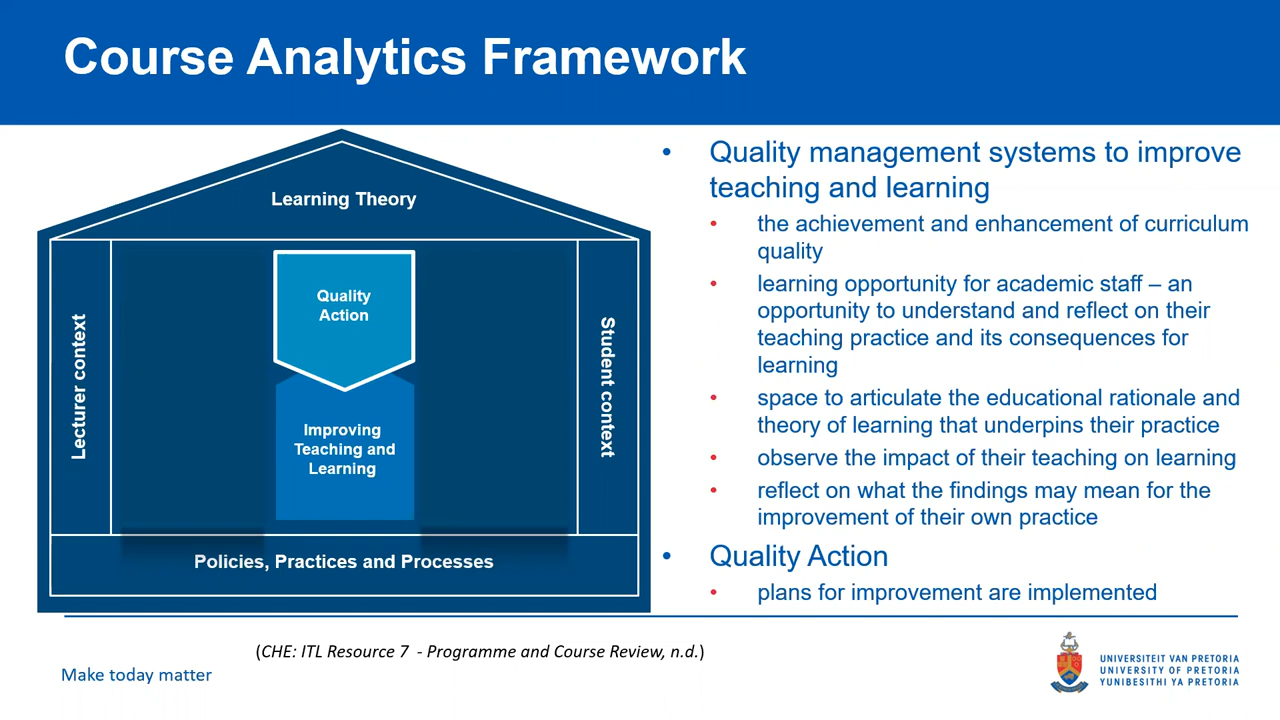 Course Analytics Framework
Learning Theory
Lecturer context
Quality
Action
Improving
Teaching and
Learning
Student context
Policies, Practices and Processes
• Quality management systems to improve
teaching and learning
• the achievement and enhancement of curriculum
quality
• learning opportunity for academic staff – an
opportunity to understand and reflect on their
teaching practice and its consequences for
learning
• space to articulate the educational rationale and
theory of learning that underpins their practice
• observe the impact of their teaching on learning
• reflect on what the findings may mean for the
improvement of their own practice
• Quality Action
• plans for improvement are implemented
(CHE: ITL Resource 7 - Programme and Course Review, n.d.)
Make today matter
UNIVERSITEIT VAN PRETORIA
UNIVERSITY OF PRETORIA
YUNIBESITHI YA PRETORIA